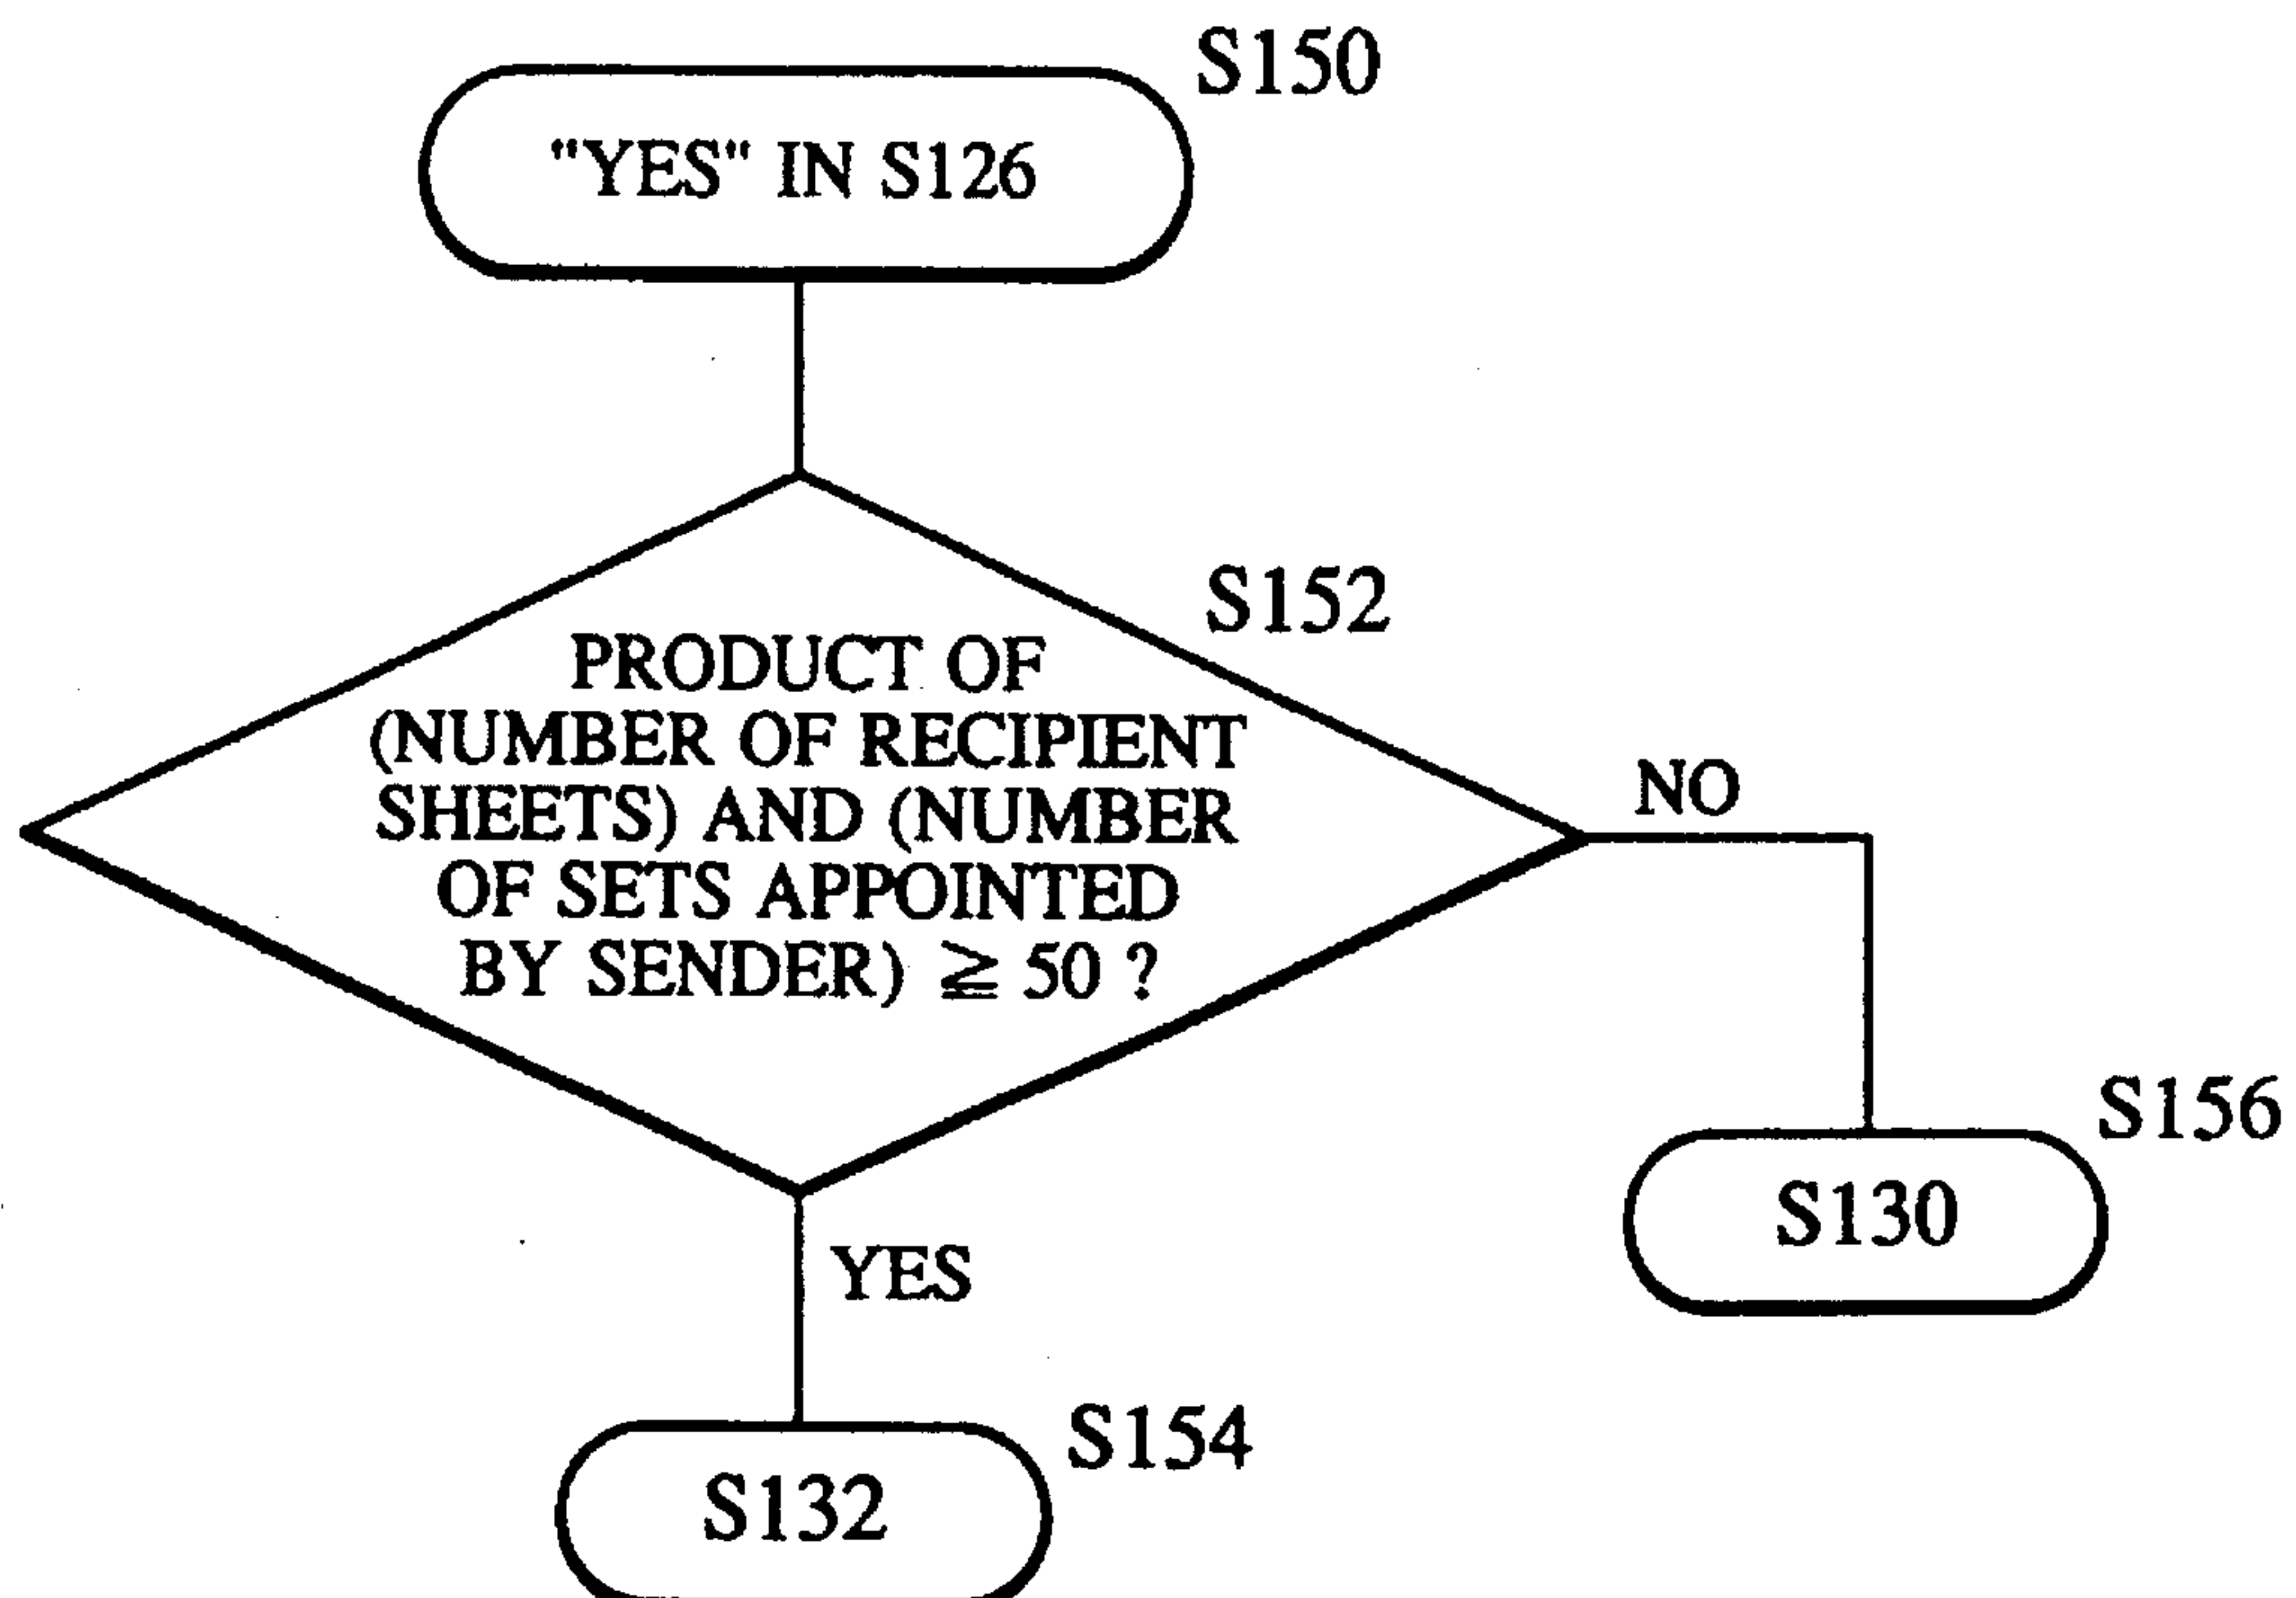 S150
"YES" IN S126
S152
PRODUCT OF
(NUMBER OF RECIPIENT
SHEETS) AND (NUMBER
OF SETS APPOINTED
BY SENDER) ≧ 50 ?
NO
S156
S130
YES
S154
S132